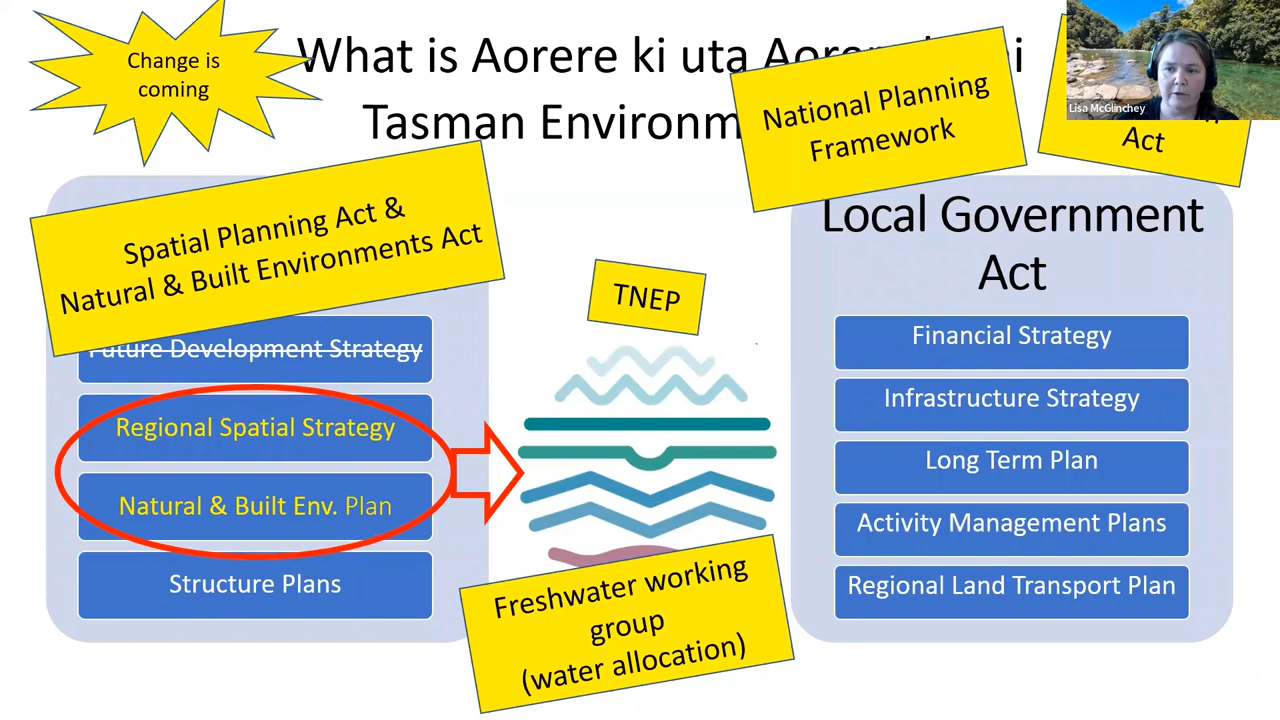 Change is
coming
What is Aorere ki uta
Tasman
National Planning
Framework
Lisa McGlinchey
Act
Spatial Planning Act &
Natural & Built Environments Act
Future Development Strategy
Regional Spatial Strategy
Natural & Built Env. Plan
Structure Plans
TNEP
Freshwater working
group
(water allocation)
Local Government
Act
Financial Strategy
Infrastructure Strategy
Long Term Plan
Activity Management Plans
Regional Land Transport Plan